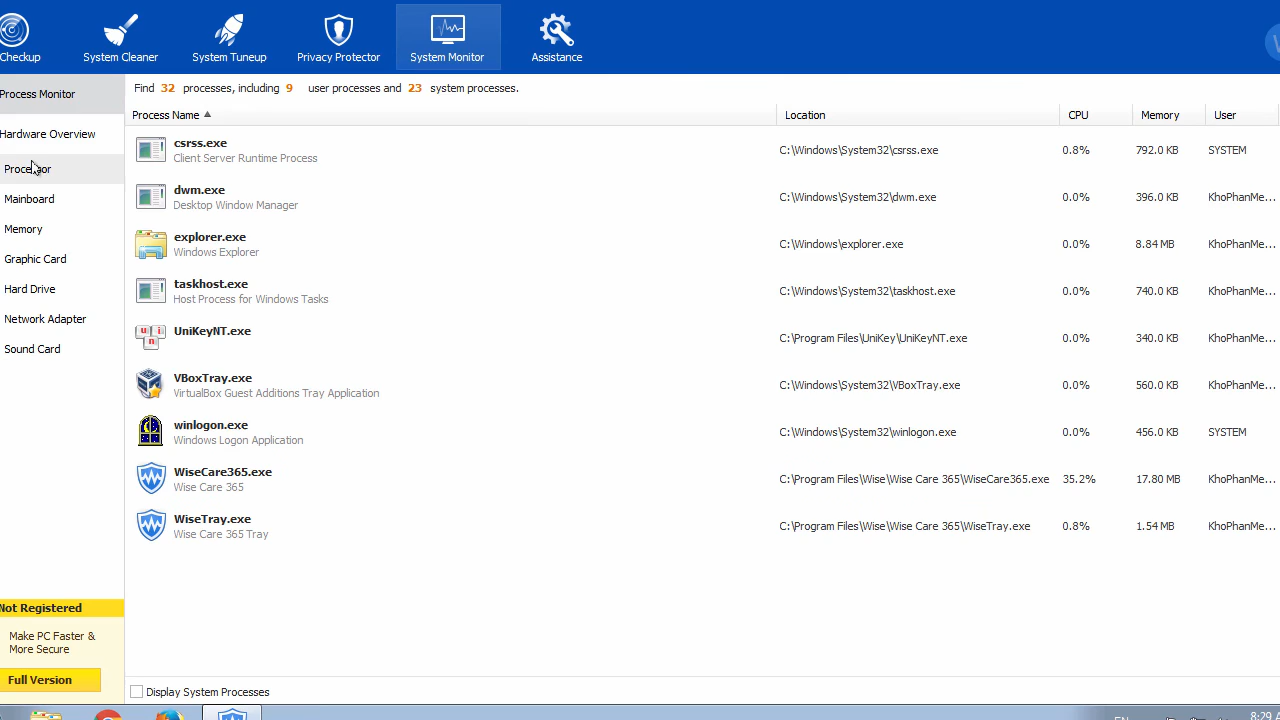 Checkup
System Cleaner
System Tuneup
Privacy Protector
System Monitor
Assistance
Process Monitor
Hardware Overview
Processor
Mainboard
Memory
Graphic Card
Hard Drive
Network Adapter
Sound Card
Not Registered
Make PC Faster &
More Secure
Full Version
Find 32 processes, including 9 user processes and 23 system processes.
Process Name Location CPU Memory User
csrss.exe
Client Server Runtime Process
C:\Windows\System32\csrss.exe 0.8% 792.0 KB SYSTEM
dwm.exe
Desktop Window Manager
C:\Windows\System32\dwm.exe 0.0% 396.0 KB KhoPhanMe...
explorer.exe
Windows Explorer
C:\Windows\explorer.exe 0.0% 8.84 MB KhoPhanMe...
taskhost.exe
Host Process for Windows Tasks
C:\Windows\System32\taskhost.exe 0.0% 740.0 KB KhoPhanMe...
UniKeyNT.exe
C:\Program Files\UniKey\UniKeyNT.exe 0.0% 340.0 KB KhoPhanMe...
VBoxTray.exe
VirtualBox Guest Additions Tray Application
C:\Windows\System32\VBoxTray.exe 0.0% 560.0 KB KhoPhanMe...
winlogon.exe
Windows Logon Application
C:\Windows\System32\winlogon.exe 0.0% 456.0 KB SYSTEM
WiseCare365.exe
Wise Care 365
C:\Program Files\Wise\Wise Care 365\WiseCare365.exe 35.2% 17.80 MB KhoPhanMe...
WiseTray.exe
Wise Care 365 Tray
C:\Program Files\Wise\Wise Care 365\WiseTray.exe 0.8% 1.54 MB KhoPhanMe...
Display System Processes
EN
8:29